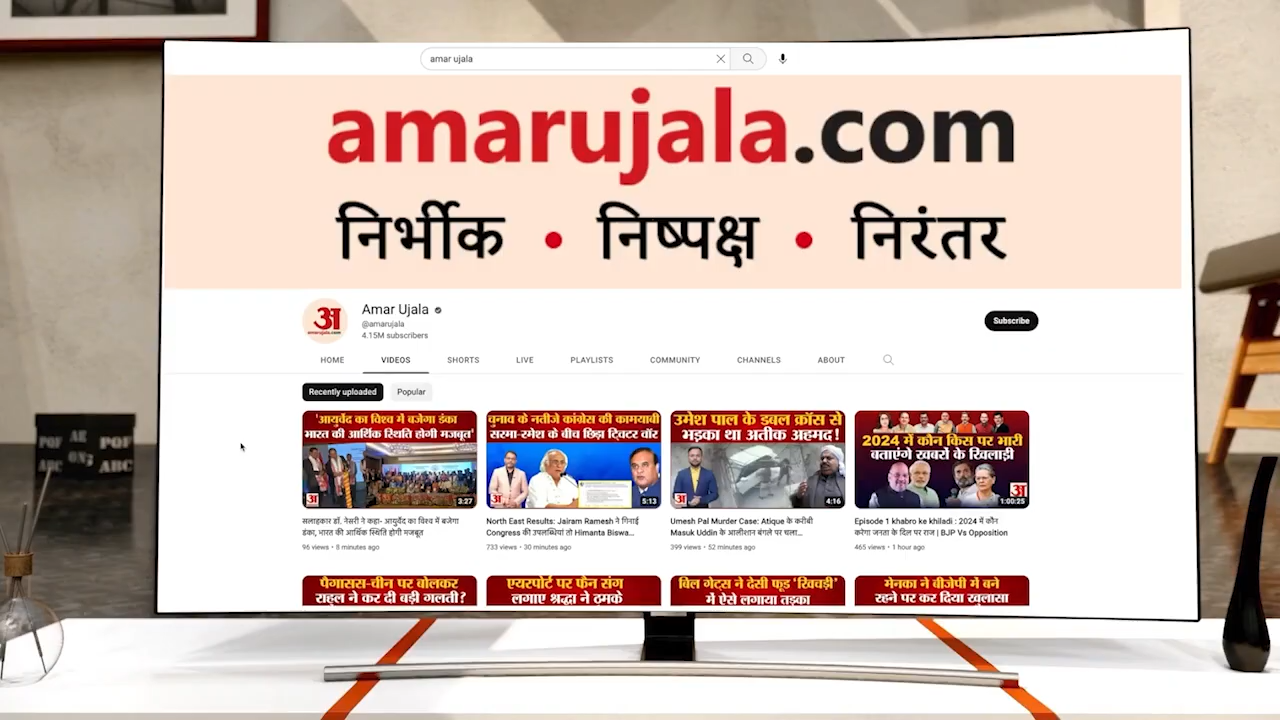 amar ujala
amarujala.com
निर्भीक • निष्पक्ष • निरंतर
अ
amarujala.com
Amar Ujala
@amarujala
4.15M subscribers
Subscribe
HOME VIDEOS SHORTS LIVE PLAYLISTS COMMUNITY CHANNELS ABOUT
Recently uploaded Popular
'आयुर्वेद का विश्व में बजेगा डंका
भारत की आर्थिक स्थिति होगी मजबूत'
अ
3:27
सलाहकार डॉ. नेसरी ने कहा- आयुर्वेद का विश्व में बजेगा
डंका, भारत की आर्थिक स्थिति होगी मजबूत
96 views • 8 minutes ago
चुनाव के नतीजे कांग्रेस की कामयाबी
सरमा-रमेश के बीच छिड़ा ट्विटर वॉर
अ
5:13
North East Results: Jairam Ramesh ने गिनाई
Congress की उपलब्धियां तो Himanta Biswa...
733 views • 30 minutes ago
उमेश पाल के डबल क्रॉस से
भड़का था अतीक अहमद!
अ
4:16
Umesh Pal Murder Case: Atique के करीबी
Masuk Uddin के आलीशान बंगले पर चला...
399 views • 52 minutes ago
2024 में कौन किस पर भारी
बताएंगे खबरों के खिलाड़ी
अ
1:00:25
Episode 1 khabro ke khiladi : 2024 में कौन
करेगा जनता के दिल पर राज | BJP Vs Opposition
465 views • 1 hour ago
पैगासस-चीन पर बोलकर
राहुल ने कर दी बड़ी गलती?
एयरपोर्ट पर फैन संग
लगाए श्रद्धा ने ठुमके
बिल गेट्स ने देसी फूड 'खिचड़ी'
में ऐसे लगाया तड़का
मेनका ने बीजेपी में बने
रहने पर कर दिया खुलासा